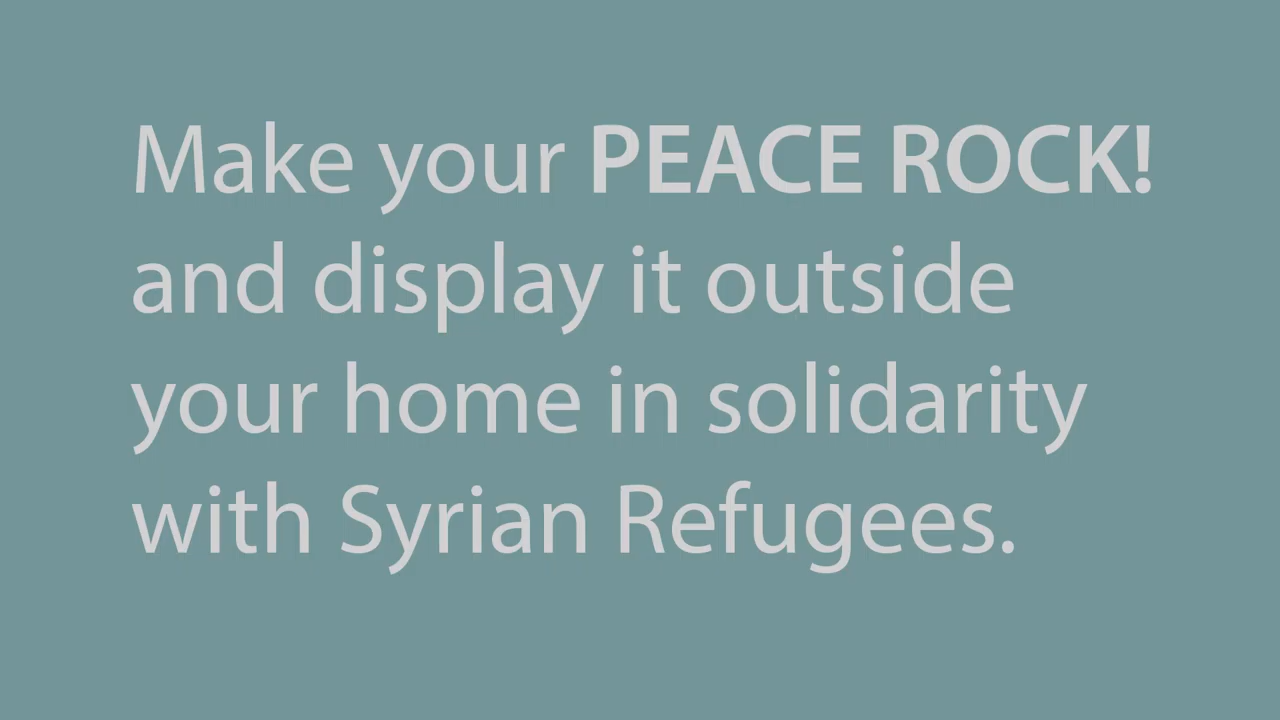 Make your PEACE ROCK!
and display it outside
your home in solidarity
with Syrian Refugees.